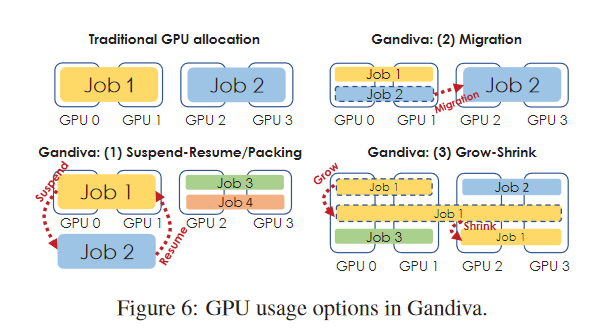 Traditional GPU allocation
Job 1
Job 2
GPU 0
GPU 1
GPU 2
GPU 3
Gandiva: (2) Migration
Job 1
Job 2
Migration
Job 2
GPU 0
GPU 1
GPU 2
GPU 3
Gandiva: (1) Suspend-Resume/Packing
Suspend
Job 1
GPU 0
GPU 1
Job 2
Resume
Job 3
Job 4
GPU 2
GPU 3
Gandiva: (3) Grow-Shrink
Grow
Job 1
Job 2
Job 1
Shrink
Job 3
Job 1
GPU 0
GPU 1
GPU 2
GPU 3
Figure 6: GPU usage options in Gandiva.